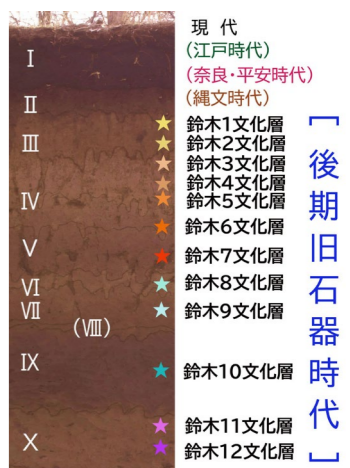 現代
(江戸時代)
(奈良・平安時代)
(縄文時代)
鈴木1文化層
鈴木2文化層
鈴木3文化層
鈴木4文化層
鈴木5文化層
鈴木6文化層
鈴木7文化層
鈴木8文化層
鈴木9文化層
鈴木10文化層
鈴木11文化層
鈴木12文化層
[後期旧石器時代]
Ⅰ
Ⅱ
Ⅲ
Ⅳ
Ⅴ
Ⅵ
Ⅶ
(Ⅷ)
Ⅸ
Ⅹ